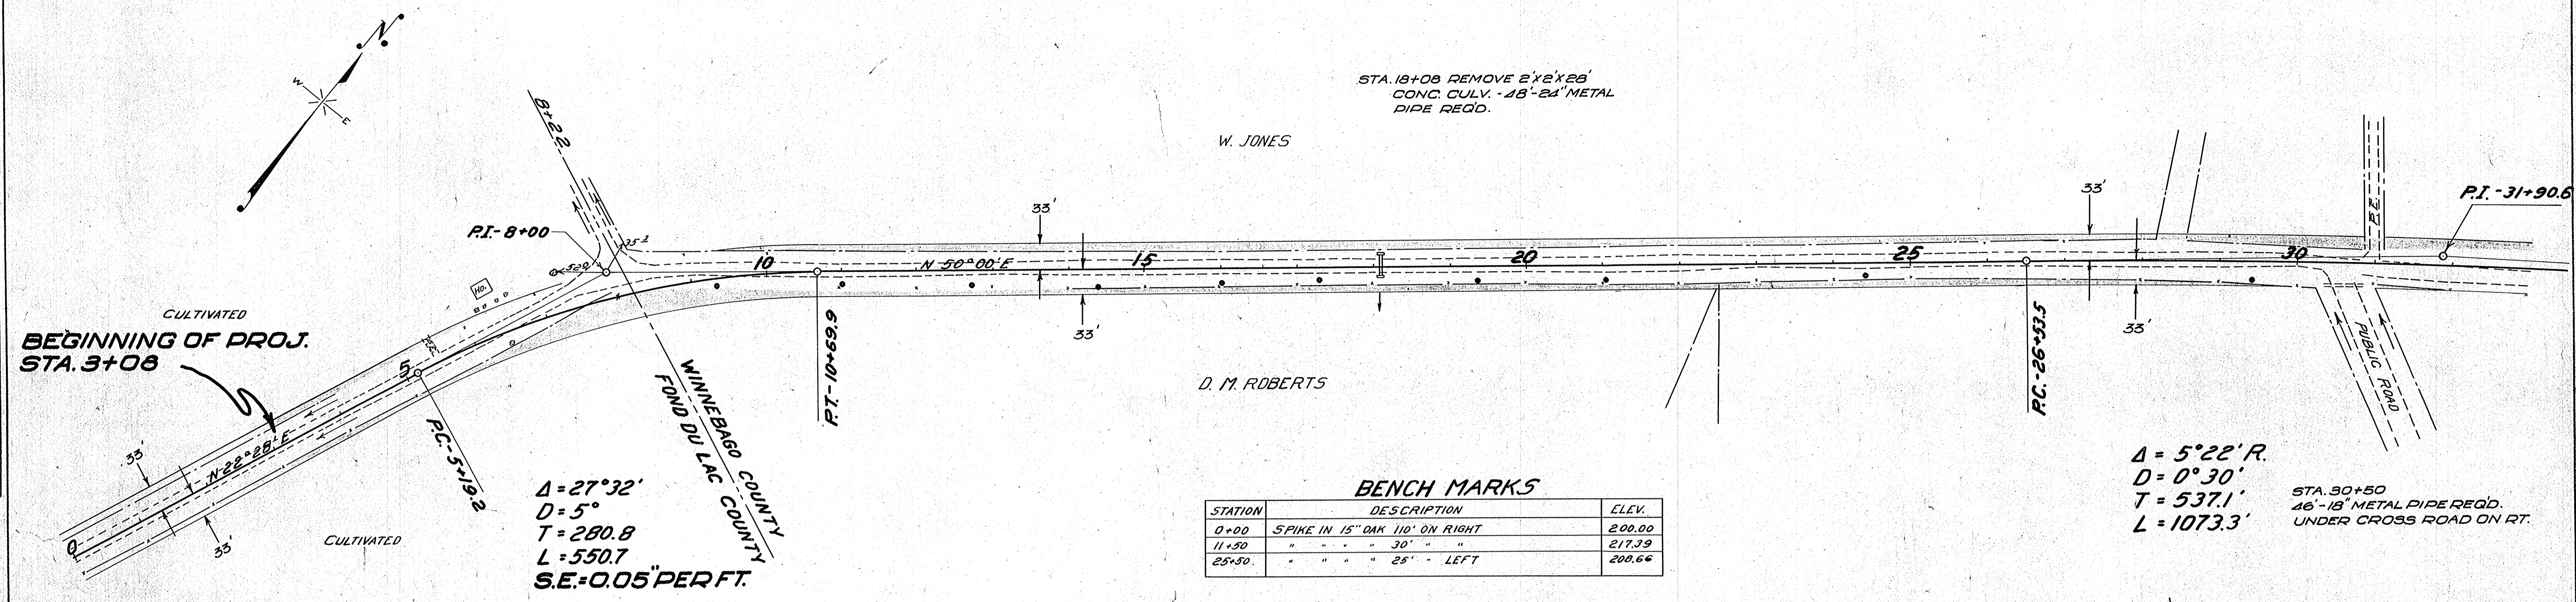 N
W
E
STA. 18+08 REMOVE 2'X2'X28'
CONC. CULV. - 48'-24" METAL
PIPE REQ'D.
W. JONES
8+22
P.I.-8+00
33'
33'
P.I.-31+90.6
P.E.
10
N 50°00' E
15
20
25
30
HO.
CULTIVATED
BEGINNING OF PROJ.
STA. 3+08
5
33'
33'
D. M. ROBERTS
PUBLIC ROAD
WINNEBAGO COUNTY
FOND DU LAC COUNTY
P.T.-10+69.9
P.C.-26+53.5
P.C.-5+19.2
N-22°28' E
33'
33'
0
CULTIVATED
Δ = 27°32'
D = 5°
T = 280.8
L = 550.7
S.E. = 0.05" PER FT.
BENCH MARKS
STATION DESCRIPTION ELEV.
0+00 SPIKE IN 15" OAK 110' ON RIGHT 200.00
11+50 " " " " 30' " " 217.39
25+50 " " " " 25' " LEFT 208.66
Δ = 5°22' R.
D = 0°30'
T = 537.1'
L = 1073.3'
STA. 30+50
46'-18" METAL PIPE REQ'D.
UNDER CROSS ROAD ON RT.